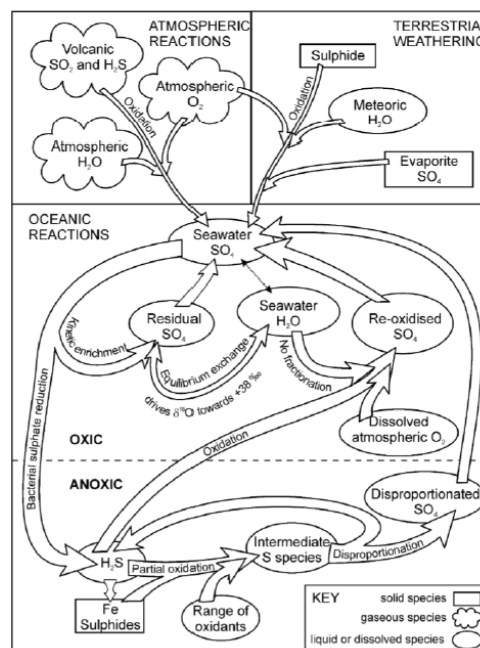 ATMOSPHERIC
REACTIONS
TERRESTRIAL
WEATHERING
Volcanic
SO2 and H2S
Atmospheric
O2
Atmospheric
H2O
Oxidation
Sulphide
Oxidation
Meteoric
H2O
Evaporite
SO4
OCEANIC
REACTIONS
Seawater
SO4
Residual
SO4
Seawater
H2O
Re-oxidised
SO4
Kinetic enrichment
Equilibrium exchange
drives δ18O towards +38 ‰
No fractionation
Dissolved
atmospheric O2
OXIC
Bacterial sulphate reduction
Oxidation
ANOXIC
Disproportionated
SO4
H2S
Partial oxidation
Intermediate
S species
Disproportionation
Fe
Sulphides
Range of
oxidants
KEY
solid species
gaseous species
liquid or dissolved species